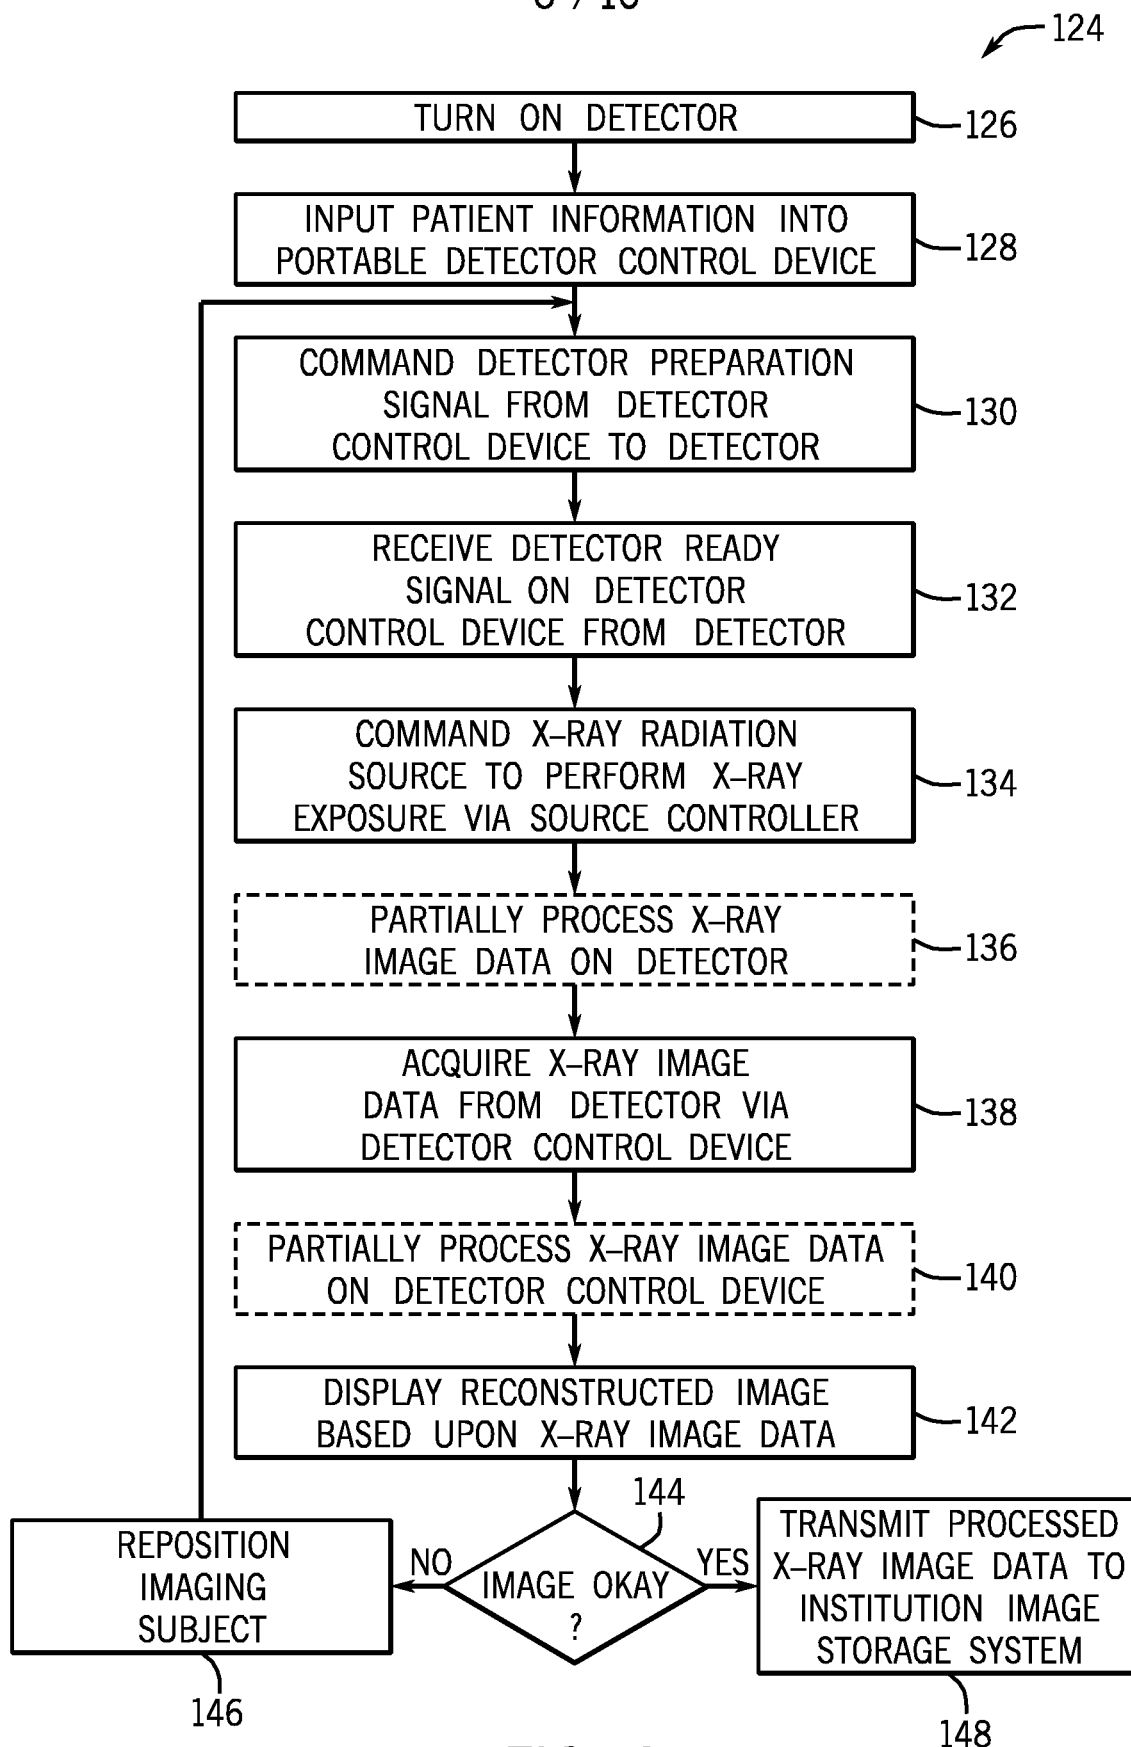 124
TURN ON DETECTOR
126
INPUT PATIENT INFORMATION INTO
PORTABLE DETECTOR CONTROL DEVICE
128
COMMAND DETECTOR PREPARATION
SIGNAL FROM DETECTOR
CONTROL DEVICE TO DETECTOR
130
RECEIVE DETECTOR READY
SIGNAL ON DETECTOR
CONTROL DEVICE FROM DETECTOR
132
COMMAND X–RAY RADIATION
SOURCE TO PERFORM X–RAY
EXPOSURE VIA SOURCE CONTROLLER
134
PARTIALLY PROCESS X–RAY
IMAGE DATA ON DETECTOR
136
ACQUIRE X–RAY IMAGE
DATA FROM DETECTOR VIA
DETECTOR CONTROL DEVICE
138
PARTIALLY PROCESS X–RAY IMAGE DATA
ON DETECTOR CONTROL DEVICE
140
DISPLAY RECONSTRUCTED IMAGE
BASED UPON X–RAY IMAGE DATA
142
144
IMAGE OKAY
?
NO
YES
REPOSITION
IMAGING
SUBJECT
146
TRANSMIT PROCESSED
X–RAY IMAGE DATA TO
INSTITUTION IMAGE
STORAGE SYSTEM
148